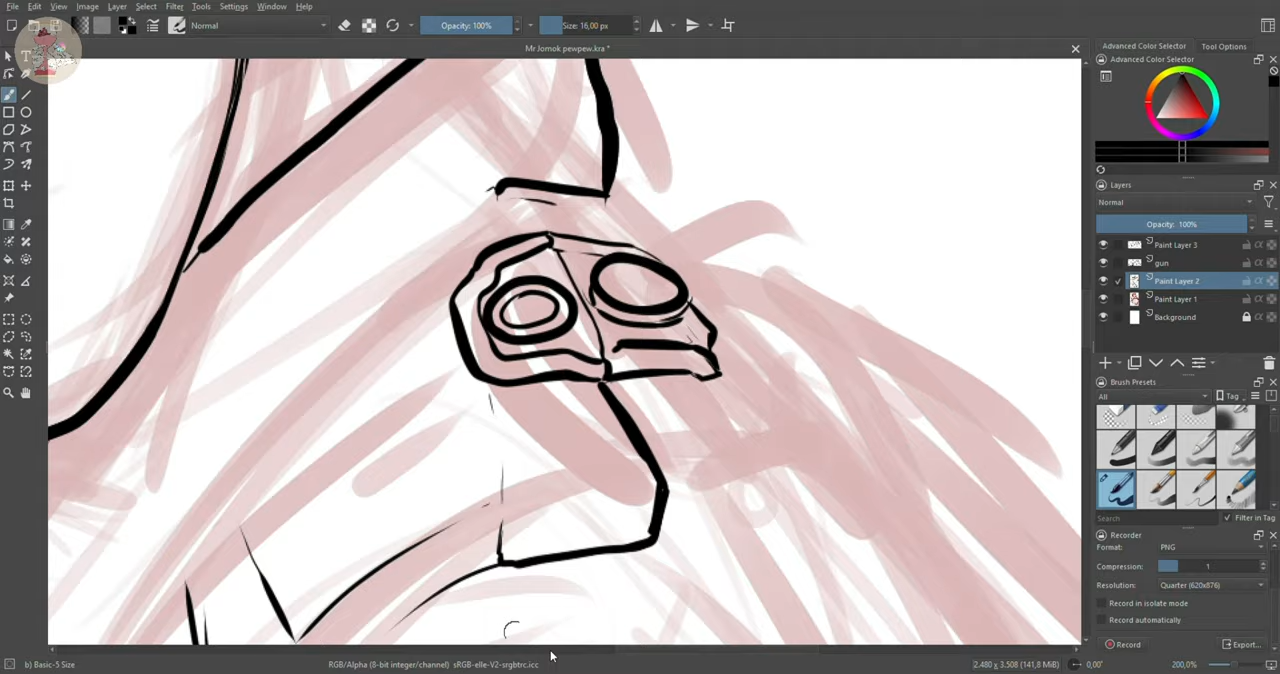 File Edit View Image Layer Select Filter Tools Settings Window Help
Normal Opacity: 100% Size: 16,00 px
Mr Jomok pewpew.kra *
Advanced Color Selector Tool Options
Advanced Color Selector
Layers
Normal
Opacity: 100%
Paint Layer 3
gun
Paint Layer 2
Paint Layer 1
Background
Brush Presets
All Tag
Search Filter in Tag
Recorder
Format: PNG
Compression: 1
Resolution: Quarter (620x876)
Record in isolate mode
Record automatically
Record Export...
b) Basic-5 Size RGB/Alpha (8-bit integer/channel) sRGB-elle-V2-srgbtrc.icc 2.480 x 3.508 (141,8 MiB) 0,00° 200,0%